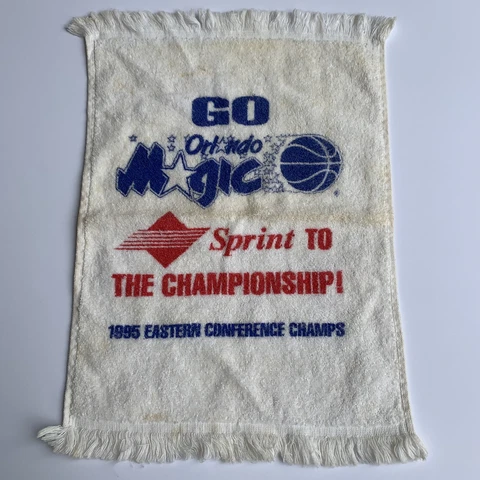 GO
Orlando
Magic
Sprint TO
THE CHAMPIONSHIP!
1995 EASTERN CONFERENCE CHAMPS